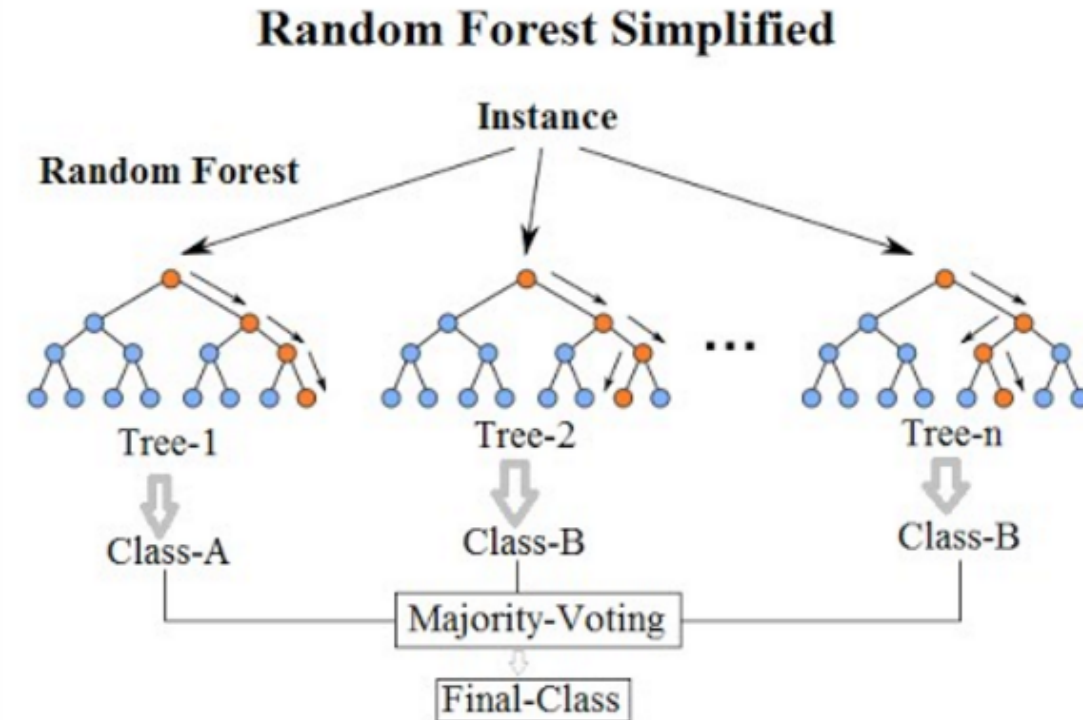 Random Forest Simplified
Instance
Random Forest
...
Tree-1
Tree-2
Tree-n
Class-A
Class-B
Class-B
Majority-Voting
Final-Class